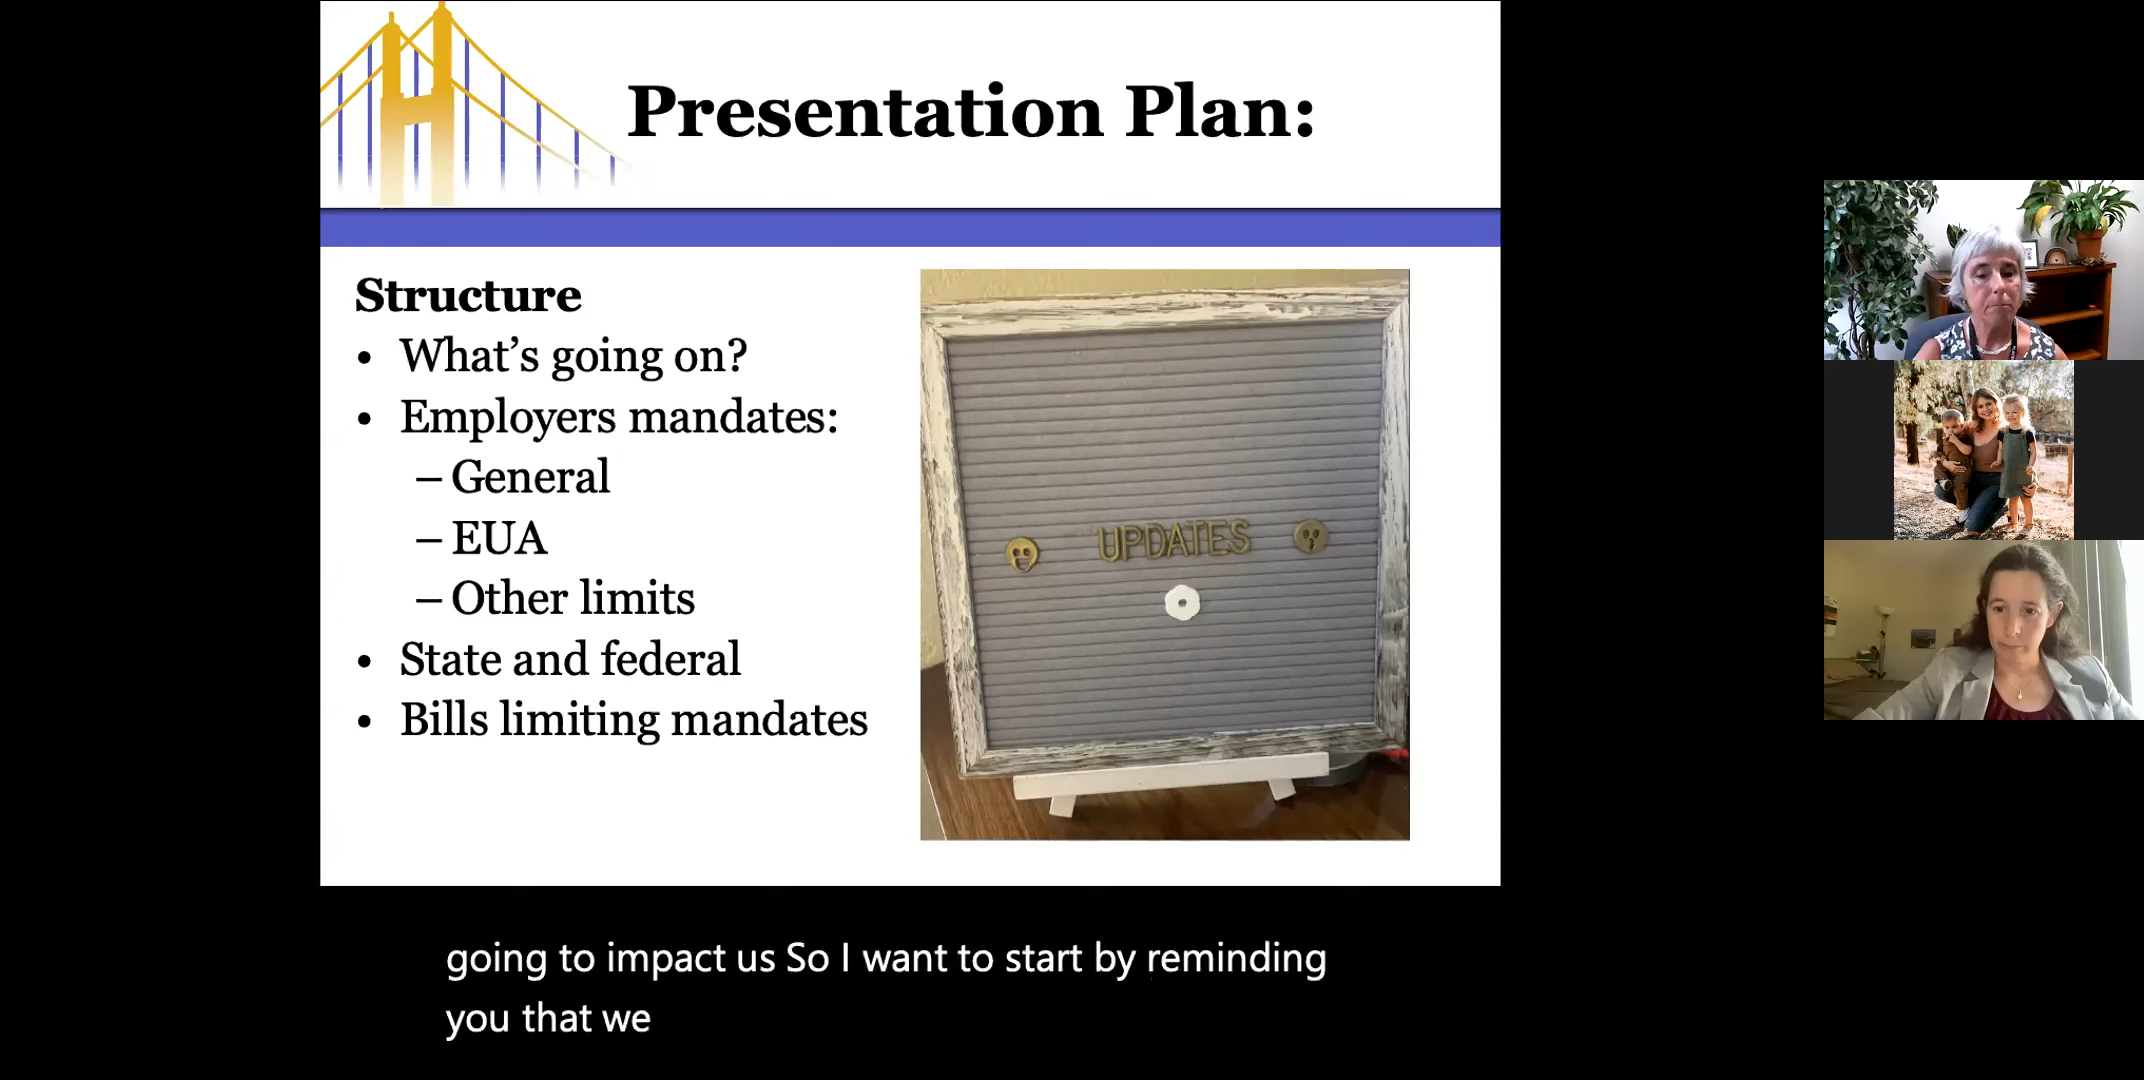 Presentation Plan:
Structure
• What's going on?
• Employers mandates:
– General
– EUA
– Other limits
• State and federal
• Bills limiting mandates
UPDATES
going to impact us So I want to start by reminding
you that we